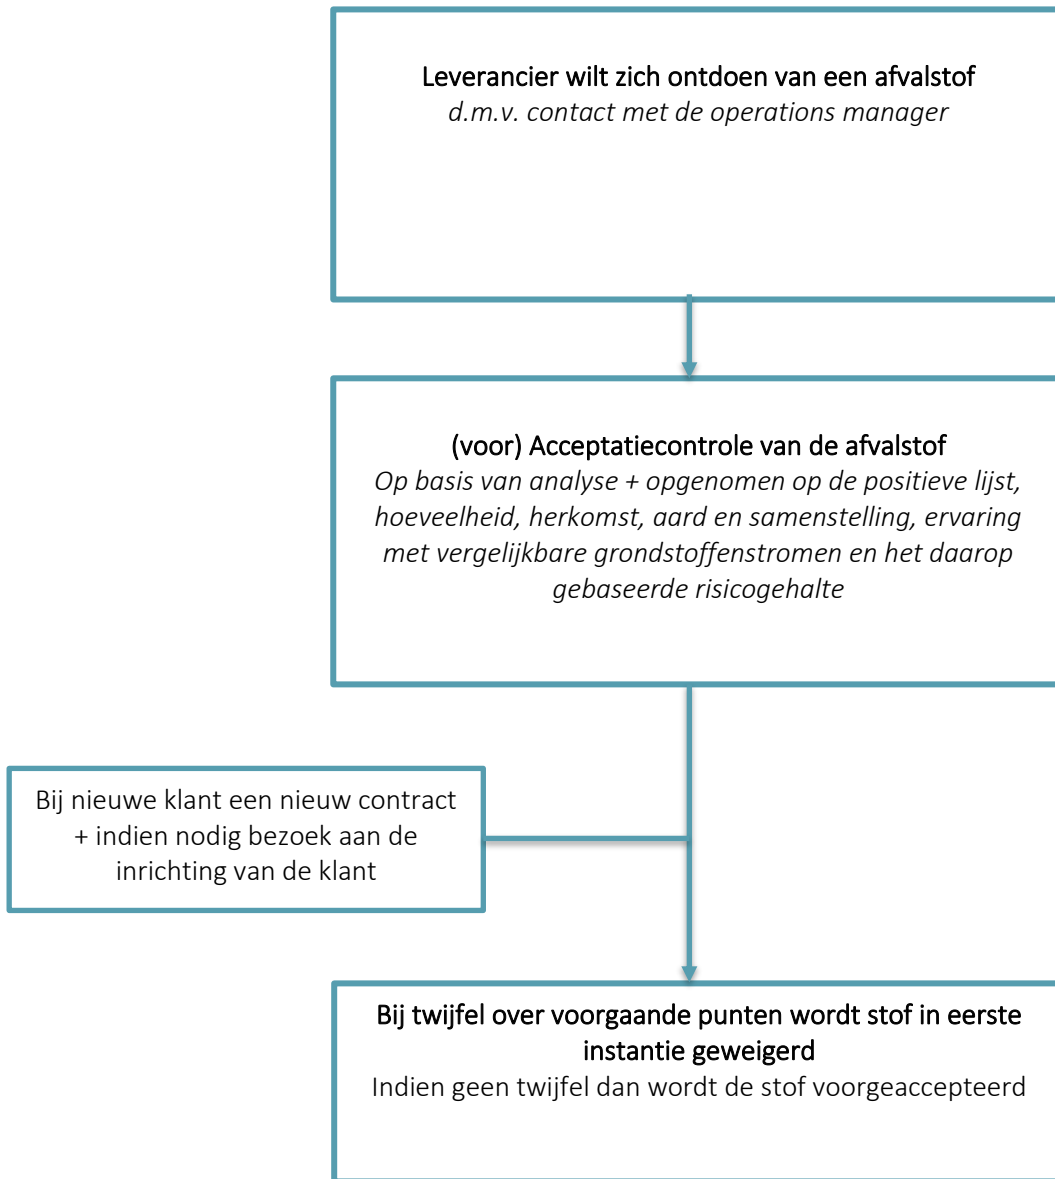 Leverancier wilt zich ontdoen van een afvalstof
d.m.v. contact met de operations manager
(voor) Acceptatiecontrole van de afvalstof
Op basis van analyse + opgenomen op de positieve lijst,
hoeveelheid, herkomst, aard en samenstelling, ervaring
met vergelijkbare grondstoffenstromen en het daarop
gebaseerde risicogehalte
Bij nieuwe klant een nieuw contract
+ indien nodig bezoek aan de
inrichting van de klant
Bij twijfel over voorgaande punten wordt stof in eerste
instantie geweigerd
Indien geen twijfel dan wordt de stof voorgeaccepteerd